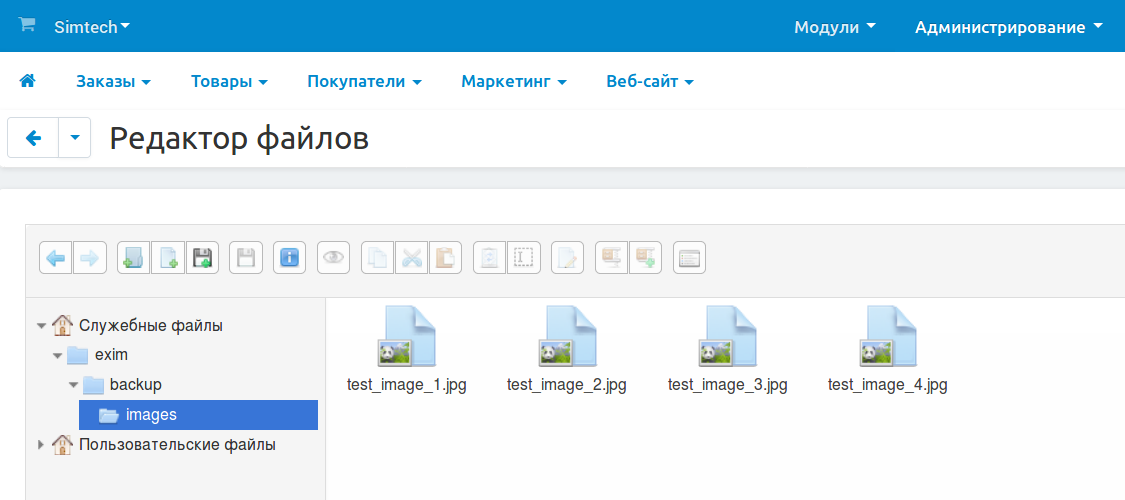 Simtech Модули Администрирование
Заказы Товары Покупатели Маркетинг Веб-сайт
Редактор файлов
Служебные файлы
exim
backup
images
Пользовательские файлы
test_image_1.jpg test_image_2.jpg test_image_3.jpg test_image_4.jpg